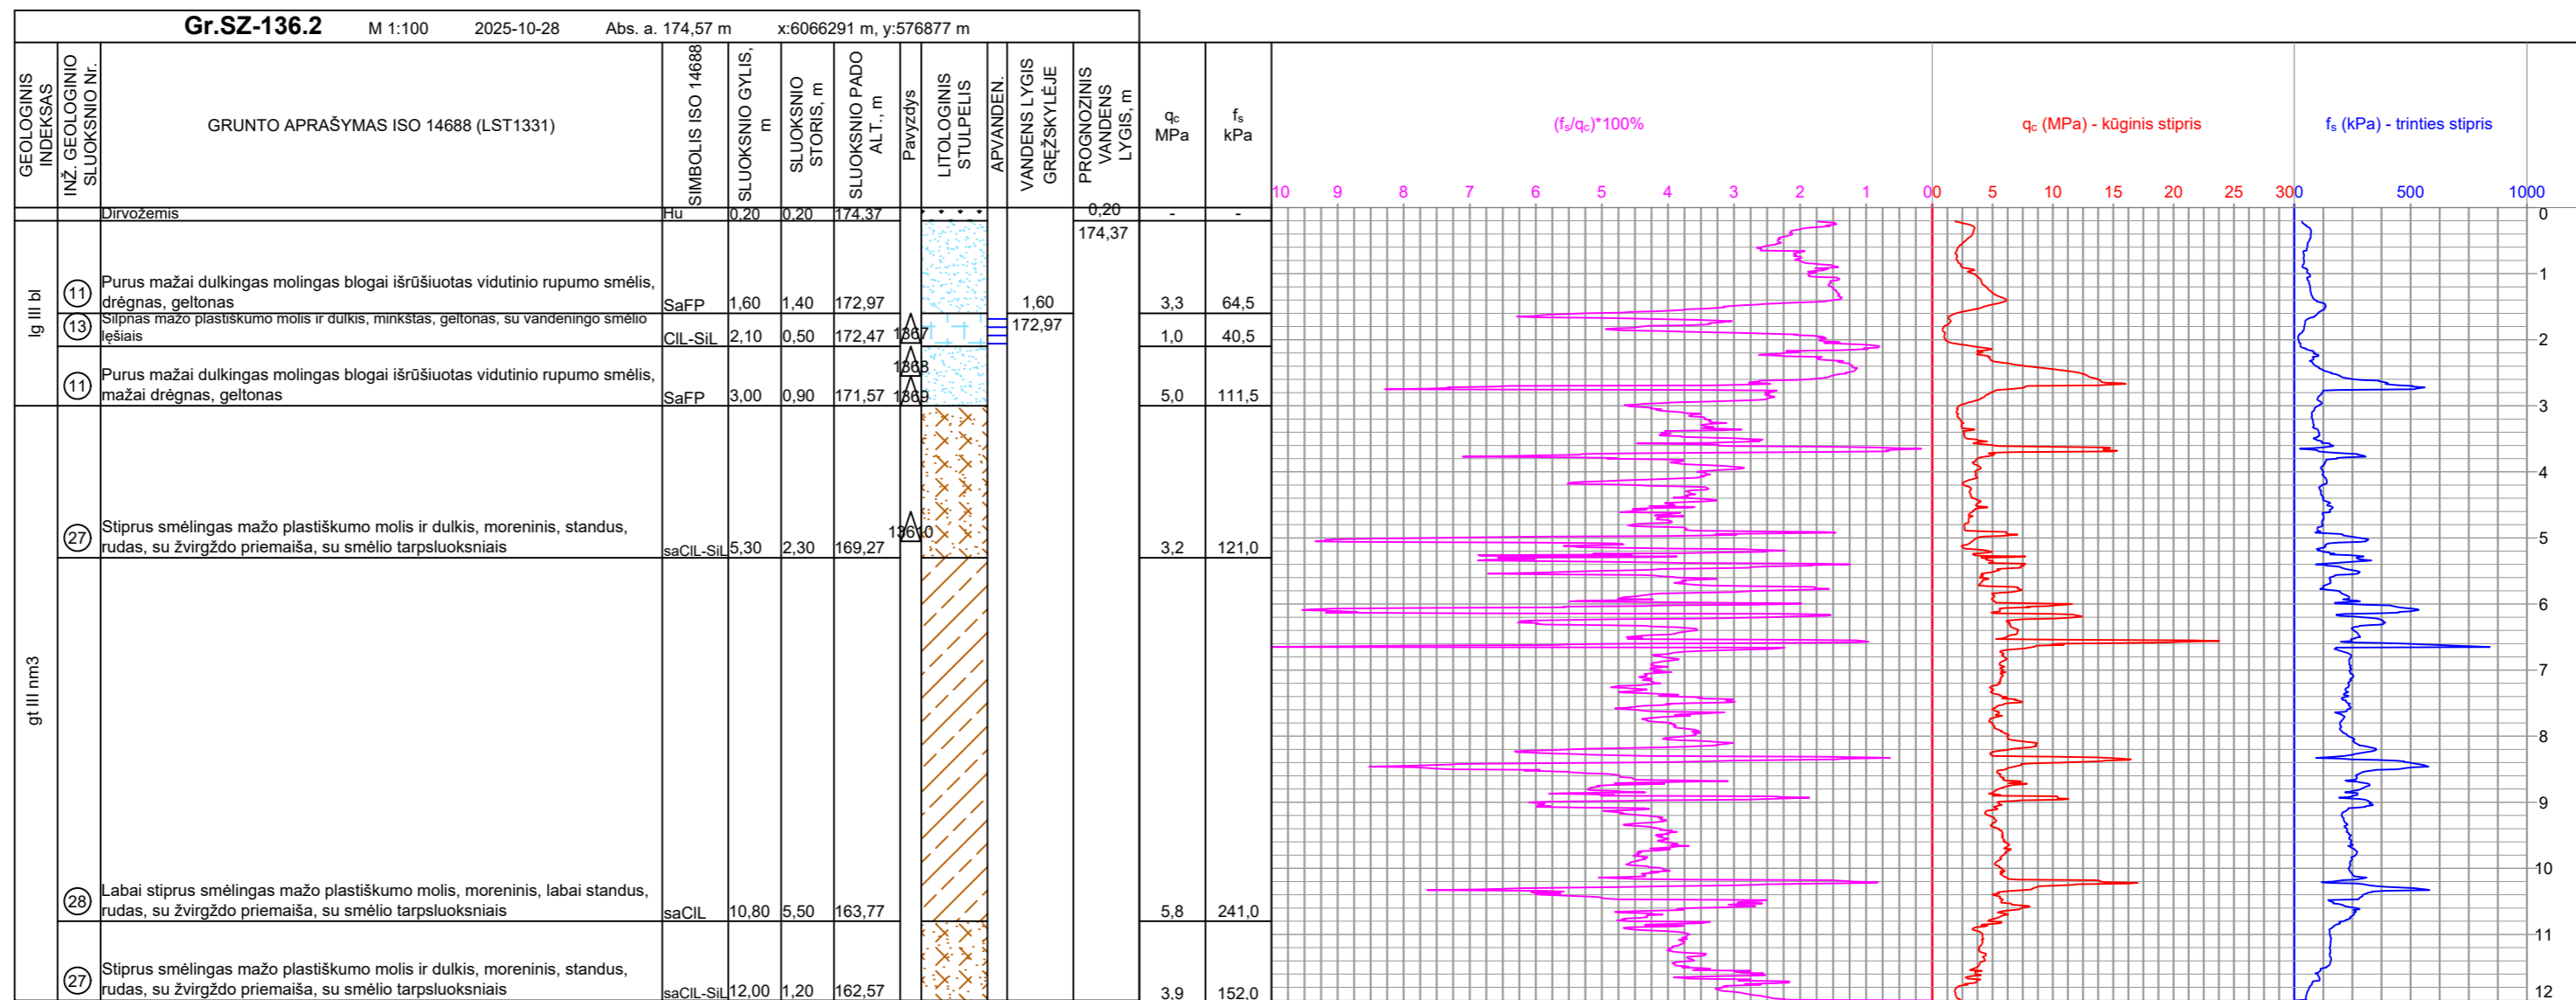 Gr.SZ-136.2 M 1:100 2025-10-28 Abs. a. 174,57 m x:6066291 m, y:576877 m
GEOLOGINIS
INDEKSAS
INŽ. GEOLOGINIO
SLUOKSNIO Nr.
GRUNTO APRAŠYMAS ISO 14688 (LST1331)
SIMBOLIS ISO 14688
SLUOKSNIO GYLIS,
m
SLUOKSNIO
STORIS, m
SLUOKSNIO PADO
ALT., m
Pavyzdys
LITOLOGINIS
STULPELIS
APVANDEN.
VANDENS LYGIS
GRĘŽSKYLĖJE
PROGNOZINIS
VANDENS
LYGIS, m
qc
MPa
fs
kPa
(fs/qc)*100%
qc (MPa) - kūginis stipris
fs (kPa) - trinties stipris
10 9 8 7 6 5 4 3 2 1 0
0 5 10 15 20 25 30
0 500 1000
Dirvožemis Hu 0,20 0,20 174,37 0,20 - -
174,37
lg III bl
11 Purus mažai dulkingas molingas blogai išrūšiuotas vidutinio rupumo smėlis,
drėgnas, geltonas SaFP 1,60 1,40 172,97 1,60 3,3 64,5
172,97
13 Silpnas mažo plastiškumo molis ir dulkis, minkštas, geltonas, su vandeningo smėlio
lęšiais ClL-SiL 2,10 0,50 172,47 1367 1,0 40,5
1368
11 Purus mažai dulkingas molingas blogai išrūšiuotas vidutinio rupumo smėlis,
mažai drėgnas, geltonas SaFP 3,00 0,90 171,57 1369 5,0 111,5
gt III nm3
27 Stiprus smėlingas mažo plastiškumo molis ir dulkis, moreninis, standus,
rudas, su žvirgždo priemaiša, su smėlio tarpsluoksniais saClL-SiL 5,30 2,30 169,27 13610 3,2 121,0
28 Labai stiprus smėlingas mažo plastiškumo molis, moreninis, labai standus,
rudas, su žvirgždo priemaiša, su smėlio tarpsluoksniais saClL 10,80 5,50 163,77 5,8 241,0
27 Stiprus smėlingas mažo plastiškumo molis ir dulkis, moreninis, standus,
rudas, su žvirgždo priemaiša, su smėlio tarpsluoksniais saClL-SiL 12,00 1,20 162,57 3,9 152,0
0
1
2
3
4
5
6
7
8
9
10
11
12